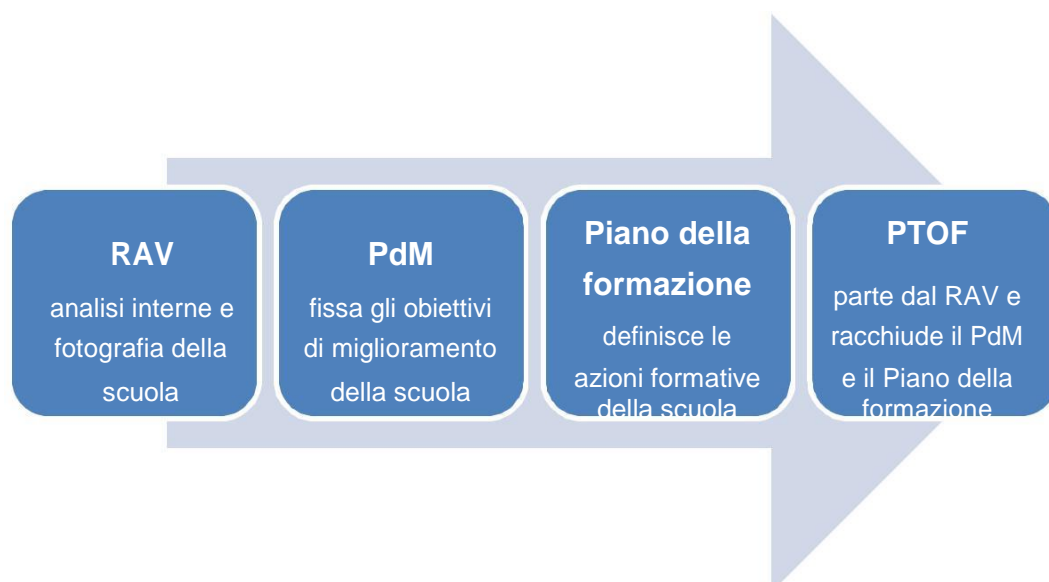 RAV
analisi interne e
fotografia della
scuola
PdM
fissa gli obiettivi
di miglioramento
della scuola
Piano della
formazione
definisce le
azioni formative
della scuola
PTOF
parte dal RAV e
racchiude il PdM
e il Piano della
formazione